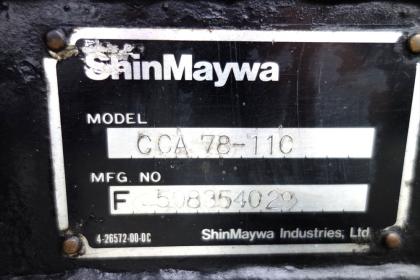 ShinMaywa
MODEL
CCA 78-11C
MFG. NO
F 508354029
4-26572-00-0C
ShinMaywa Industries, Ltd